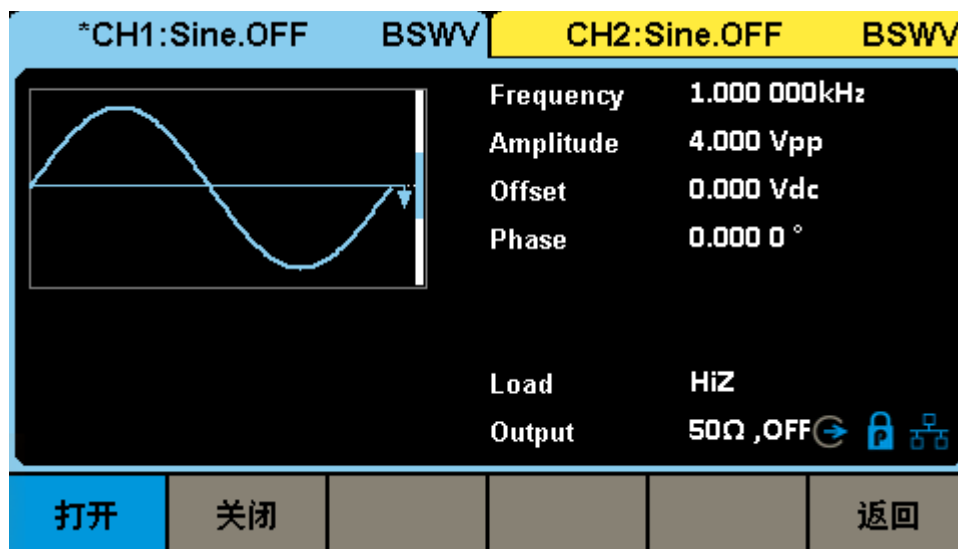 *CH1:Sine.OFF BSWV CH2:Sine.OFF BSWV
Frequency 1.000 000kHz
Amplitude 4.000 Vpp
Offset 0.000 Vdc
Phase 0.000 0 °
Load HiZ
Output 50Ω ,OFF P
打开 关闭 返回